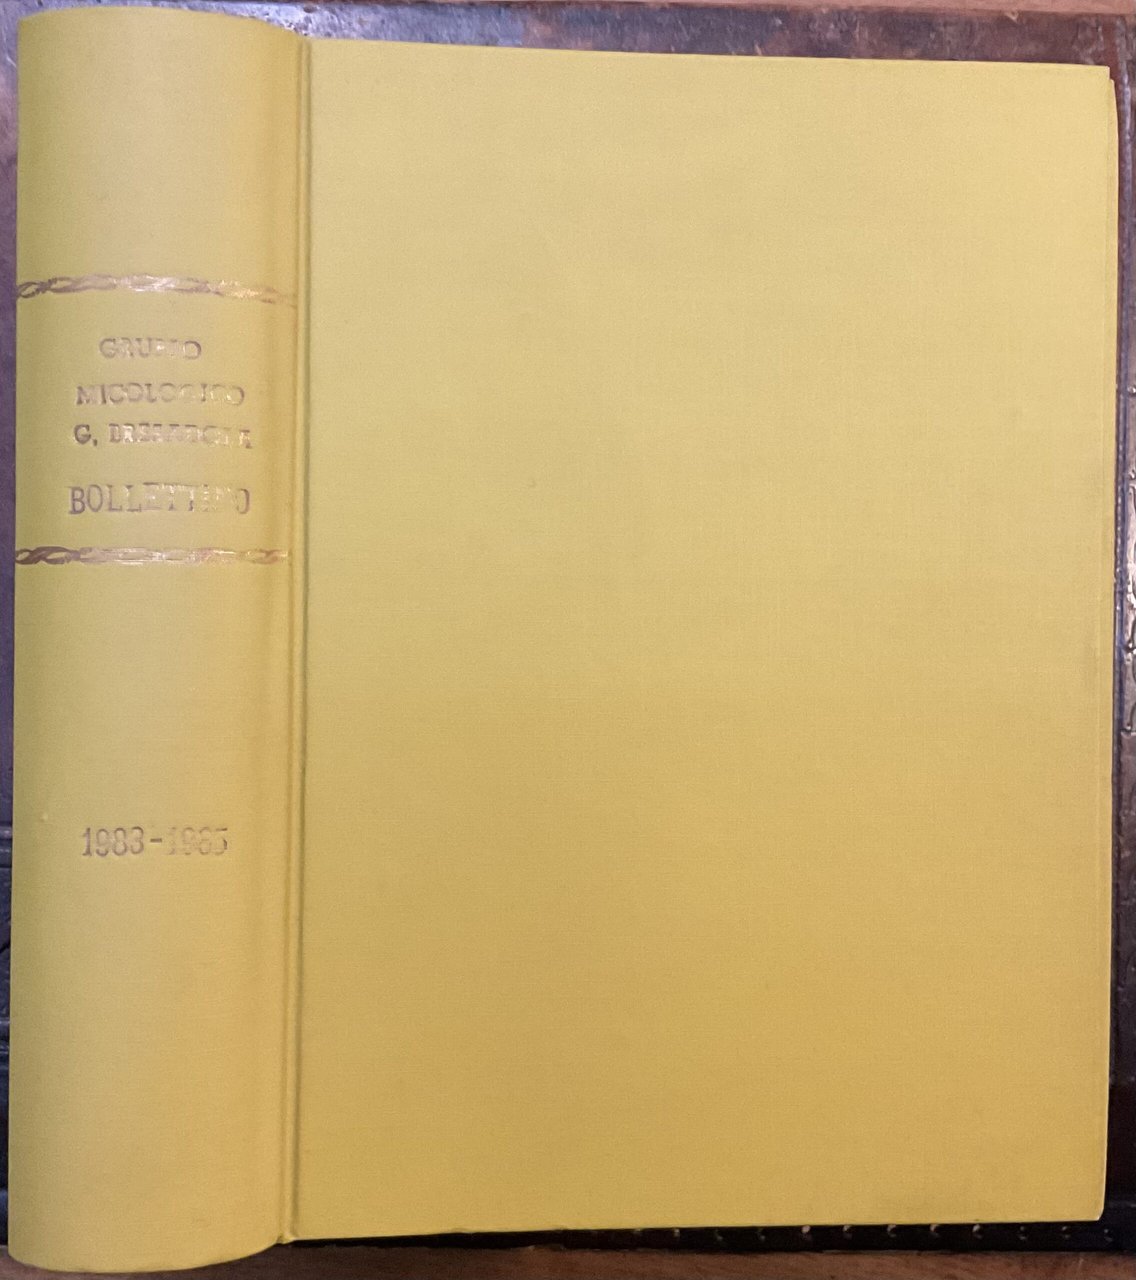 GRUPPO
MICOLOGICO
G. BRESADOLA
BOLLETTINO
1983-1985